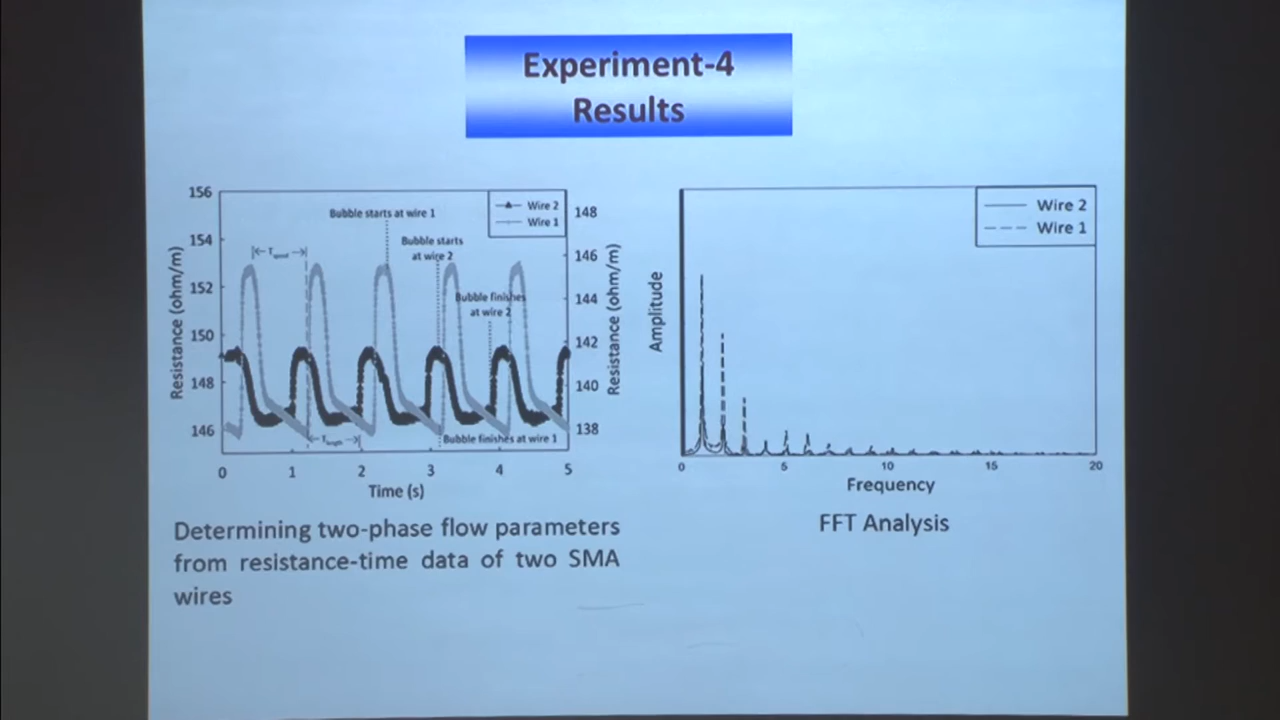 Experiment-4
Results
156
154
152
150
148
146
Resistance (ohm/m)
Bubble starts at wire 1
Bubble starts
at wire 2
Bubble finishes
at wire 2
Bubble finishes at wire 1
Wire 2
Wire 1
148
146
144
142
140
138
Resistance (ohm/m)
0 1 2 3 4 5
Time (s)
Determining two-phase flow parameters
from resistance-time data of two SMA
wires
Amplitude
Wire 2
Wire 1
0 5 10 15 20
Frequency
FFT Analysis